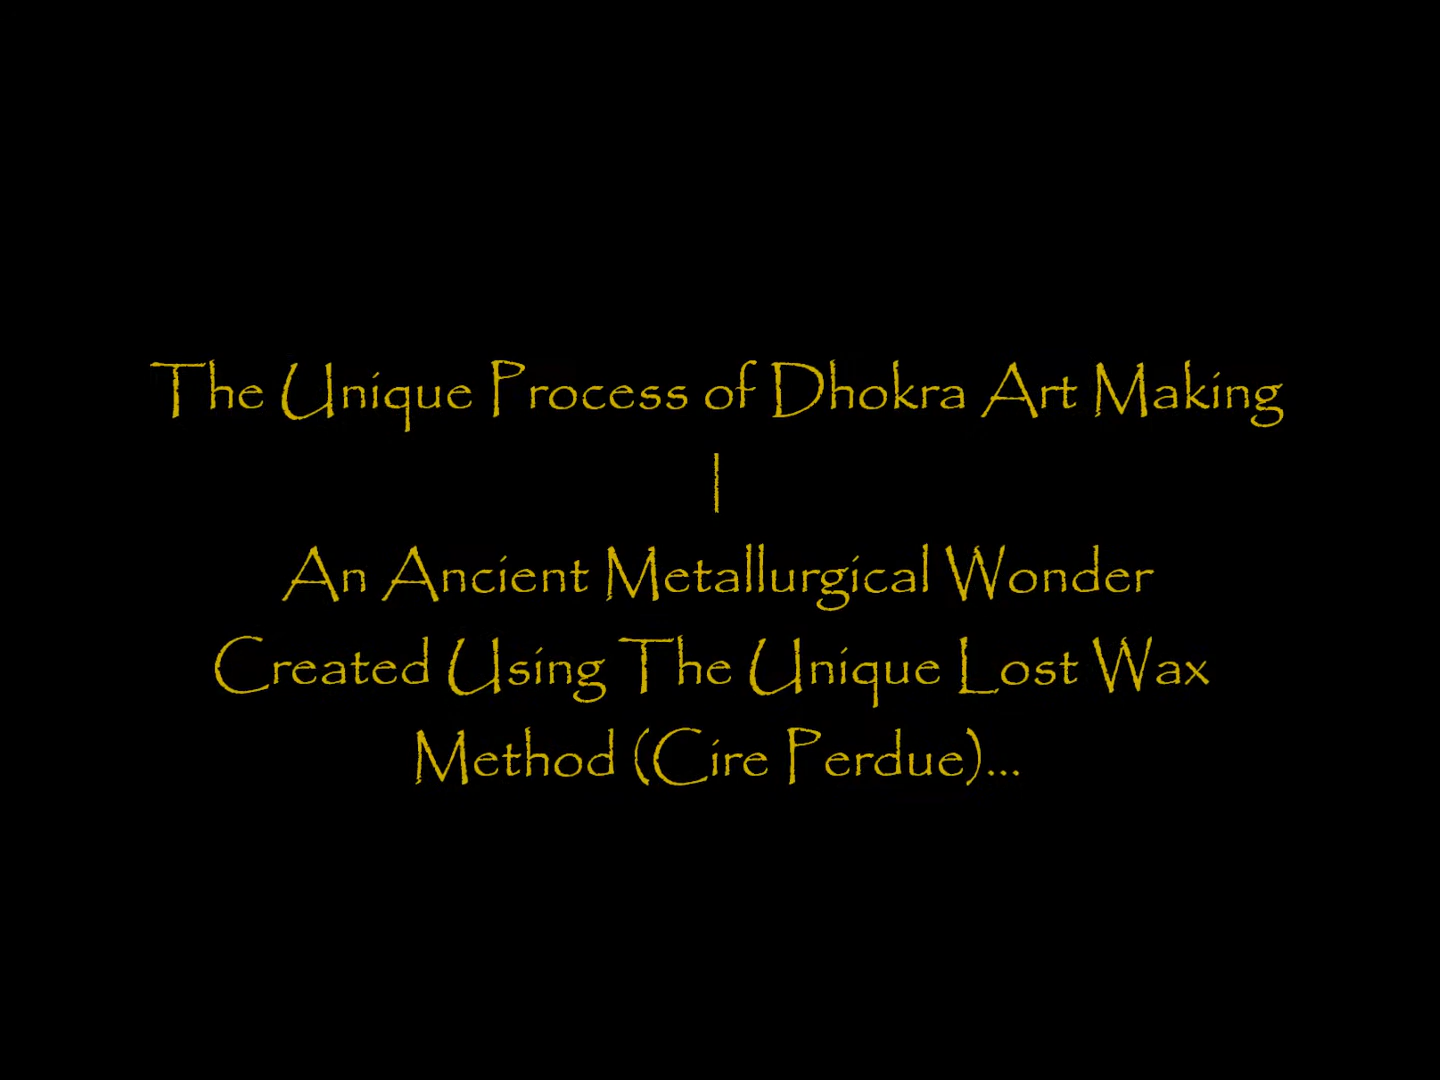 The Unique Process of Dhokra Art Making
|
An Ancient Metallurgical Wonder
Created Using The Unique Lost Wax
Method (Cire Perdue)...